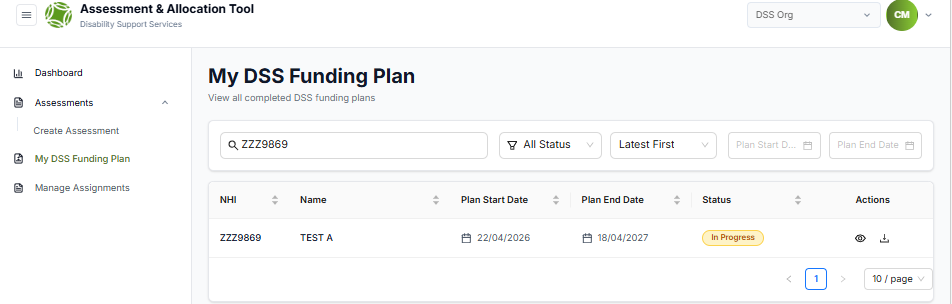 Assessment & Allocation Tool
Disability Support Services
DSS Org
CM
Dashboard
Assessments
Create Assessment
My DSS Funding Plan
Manage Assignments
My DSS Funding Plan
View all completed DSS funding plans
ZZZ9869
All Status
Latest First
Plan Start D...
Plan End Date
NHI Name Plan Start Date Plan End Date Status Actions
ZZZ9869 TEST A 22/04/2026 18/04/2027 In Progress
1
10 / page